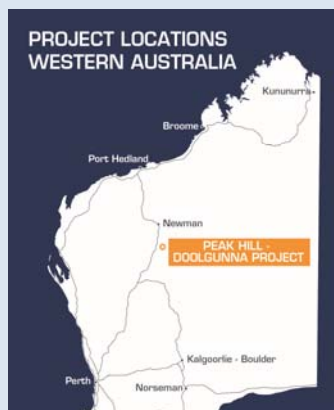 PROJECT LOCATIONS
WESTERN AUSTRALIA
Kununurra
Broome
Port Hedland
Newman
PEAK HILL -
DOOLGUNNA PROJECT
Kalgoorlie - Boulder
Perth
Norseman